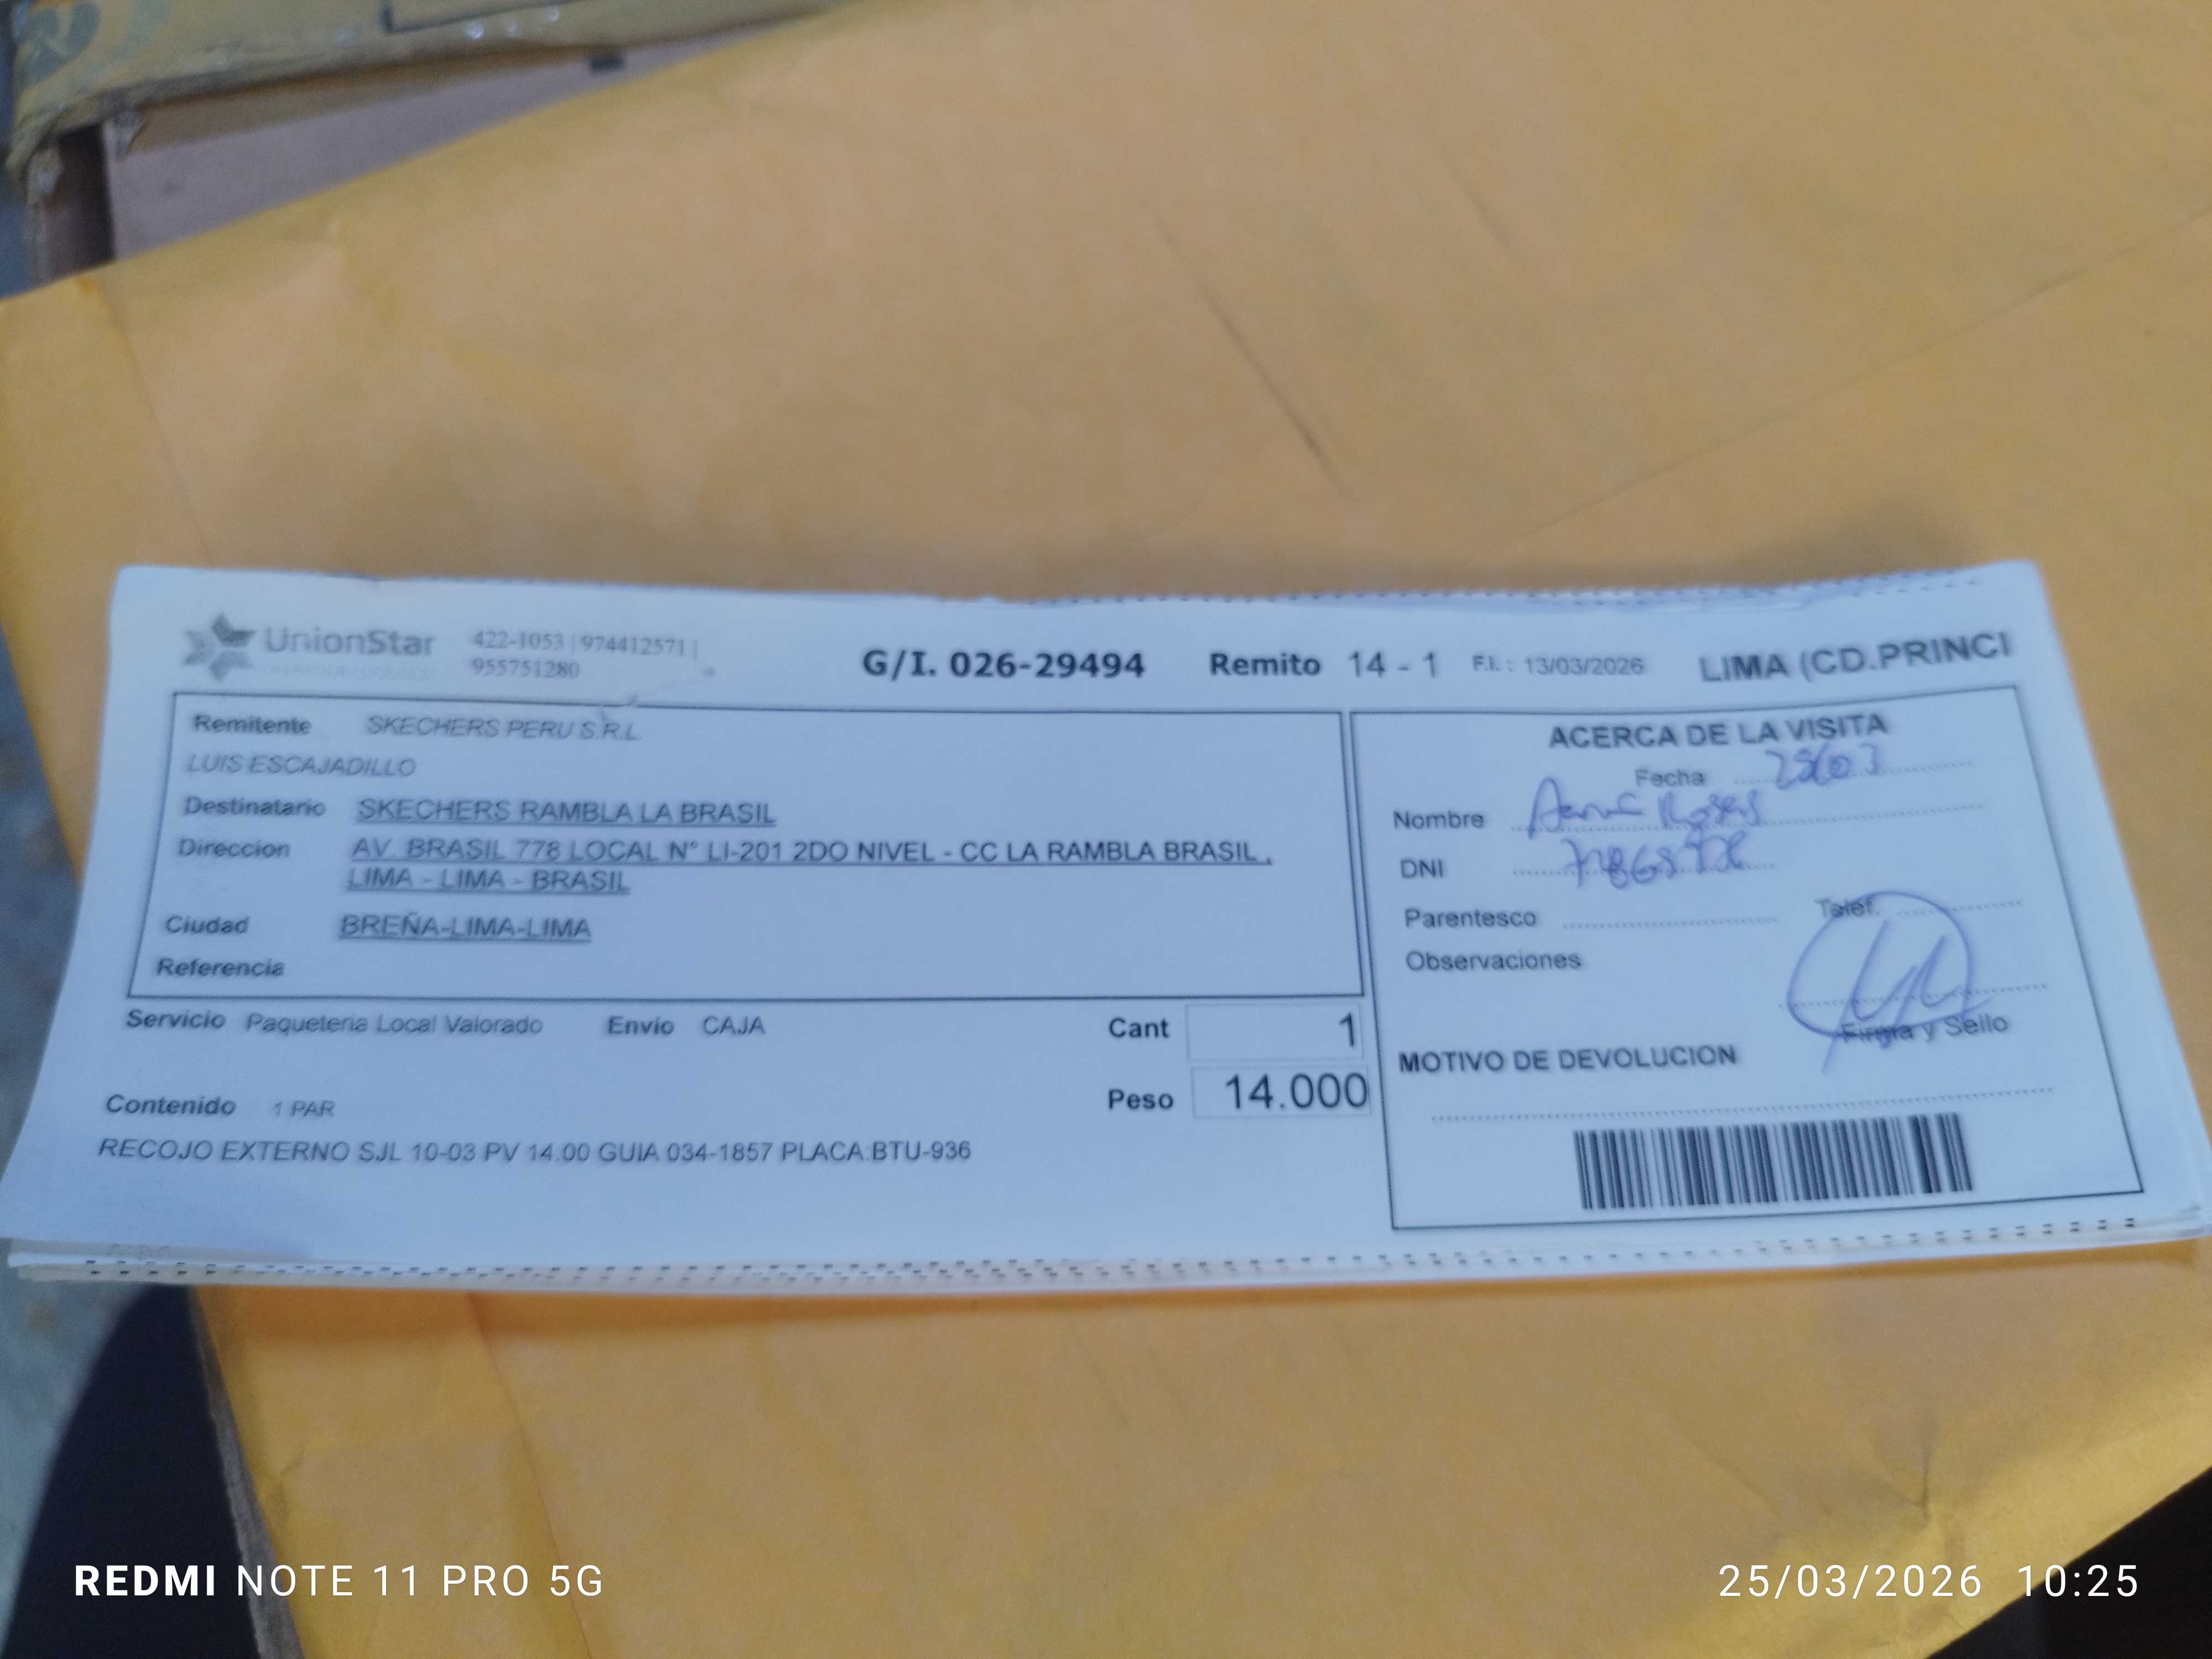 UnionStar 422-1053 | 974412571 |
955751280
G/I. 026-29494 Remito 14 - 1 F.I. : 13/03/2026 LIMA (CD.PRINCI
Remitente SKECHERS PERU S.R.L.
LUIS ESCAJADILLO
Destinatario SKECHERS RAMBLA LA BRASIL
Direccion AV. BRASIL 778 LOCAL N° LI-201 2DO NIVEL - CC LA RAMBLA BRASIL ,
LIMA - LIMA - BRASIL
Ciudad BREÑA-LIMA-LIMA
Referencia
Servicio Paqueteria Local Valorado Envio CAJA
Cant 1
Peso 14.000
Contenido 1 PAR
RECOJO EXTERNO SJL 10-03 PV 14.00 GUIA 034-1857 PLACA:BTU-936
ACERCA DE LA VISITA
Fecha
Nombre
DNI
Parentesco Telef.
Observaciones
Firma y Sello
MOTIVO DE DEVOLUCION
REDMI NOTE 11 PRO 5G
25/03/2026 10:25